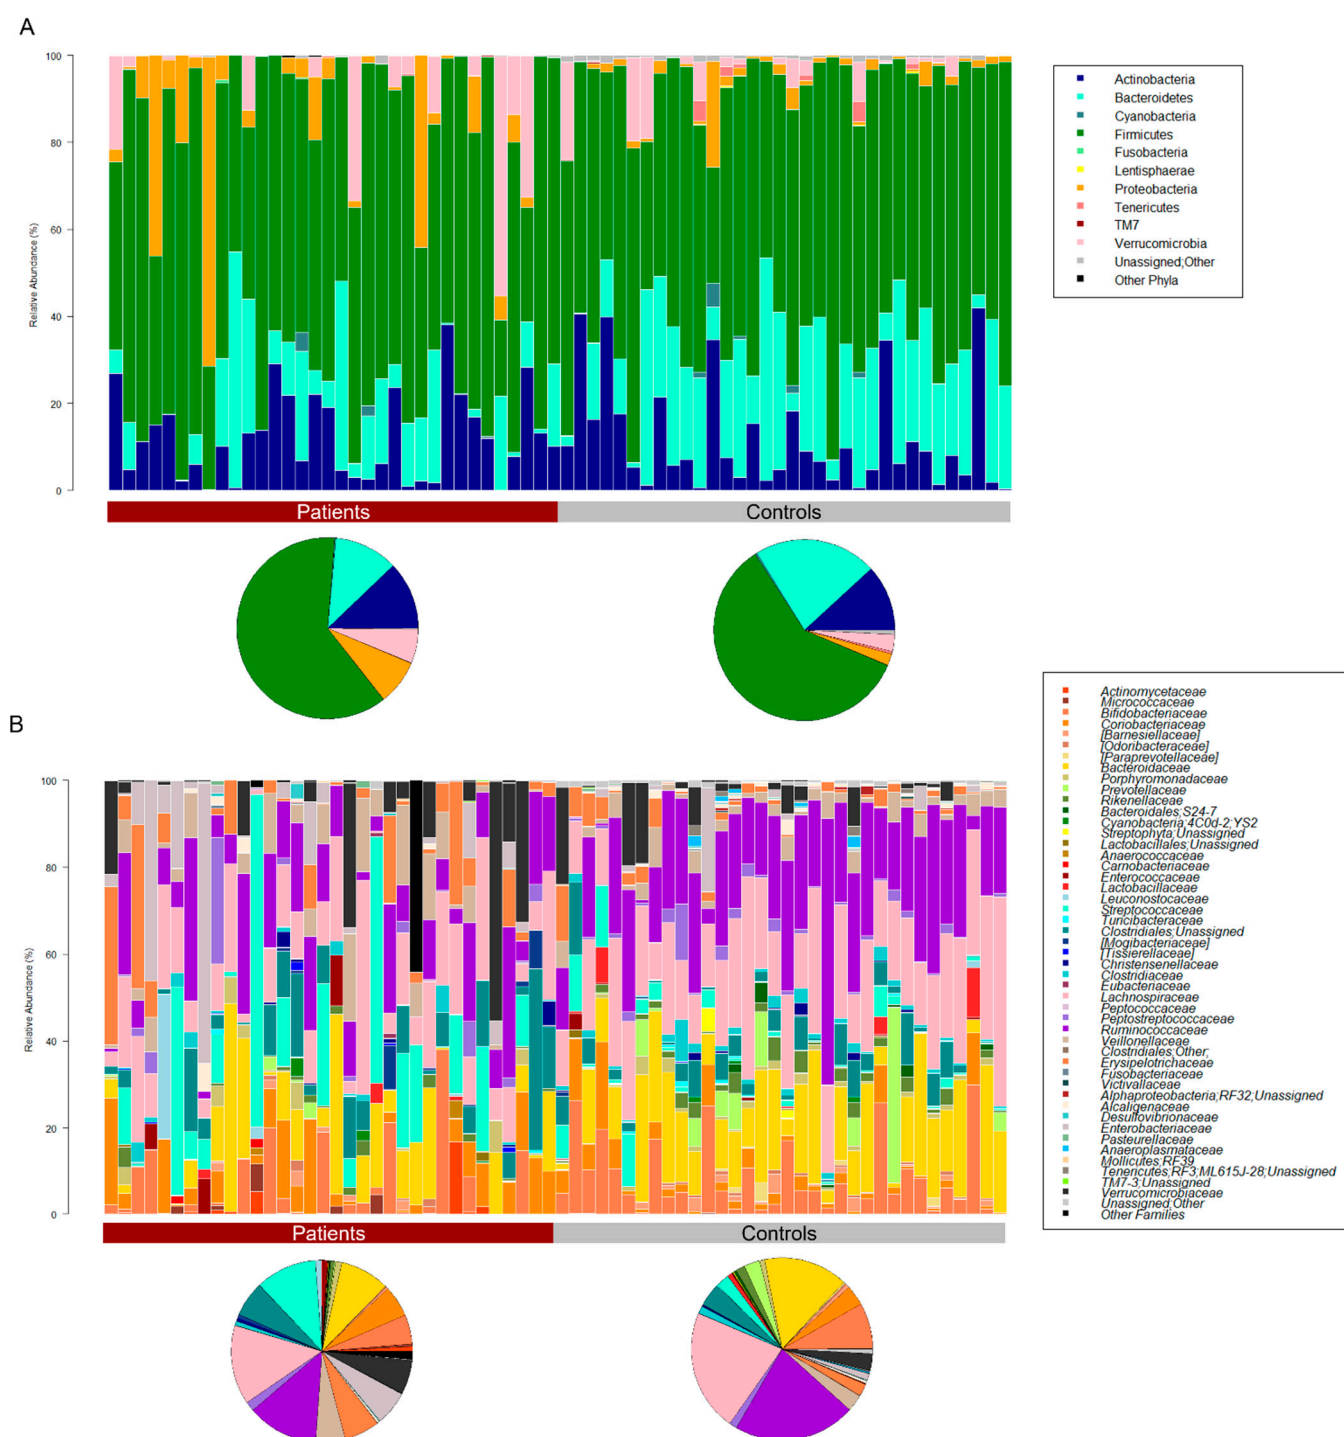 A
100
80
60
40
20
0
Relative Abundance (%)
Actinobacteria
Bacteroidetes
Cyanobacteria
Firmicutes
Fusobacteria
Lentisphaerae
Proteobacteria
Tenericutes
TM7
Verrucomicrobia
Unassigned;Other
Other Phyla
Patients
Controls
B
100
80
60
40
20
0
Relative Abundance (%)
Actinomycetaceae
Micrococcaceae
Bifidobacteriaceae
Coriobacteriaceae
[Barnesiellaceae]
[Odoribacteraceae]
[Paraprevotellaceae]
Bacteroidaceae
Porphyromonadaceae
Prevotellaceae
Rikenellaceae
Bacteroidales;S24-7
Cyanobacteria;4C0d-2;YS2
Streptophyta;Unassigned
Lactobacillales;Unassigned
Anaerococcaceae
Carnobacteriaceae
Enterococcaceae
Lactobacillaceae
Leuconostocaceae
Streptococcaceae
Turicibacteraceae
Clostridiales;Unassigned
[Mogibacteriaceae]
[Tissierellaceae]
Christensenellaceae
Clostridiaceae
Eubacteriaceae
Lachnospiraceae
Peptococcaceae
Peptostreptococcaceae
Ruminococcaceae
Veillonellaceae
Clostridiales;Other;
Erysipelotrichaceae
Fusobacteriaceae
Victivallaceae
Alphaproteobacteria;RF32;Unassigned
Alcaligenaceae
Desulfovibrionaceae
Enterobacteriaceae
Pasteurellaceae
Anaeroplasmataceae
Mollicutes;RF39
Tenericutes;RF3;ML615J-28;Unassigned
TM7-3;Unassigned
Verrucomicrobiaceae
Unassigned;Other
Other Families
Patients
Controls